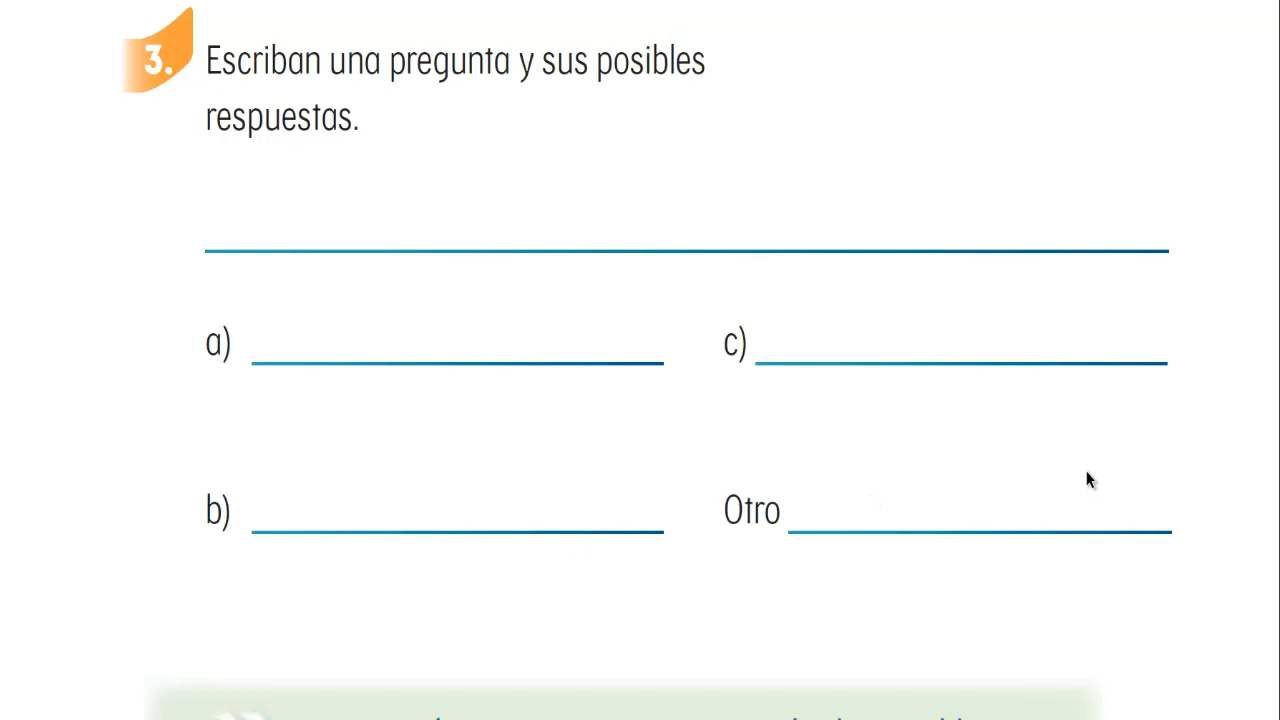 3. Escriban una pregunta y sus posibles
respuestas.
a)
c)
b)
Otro